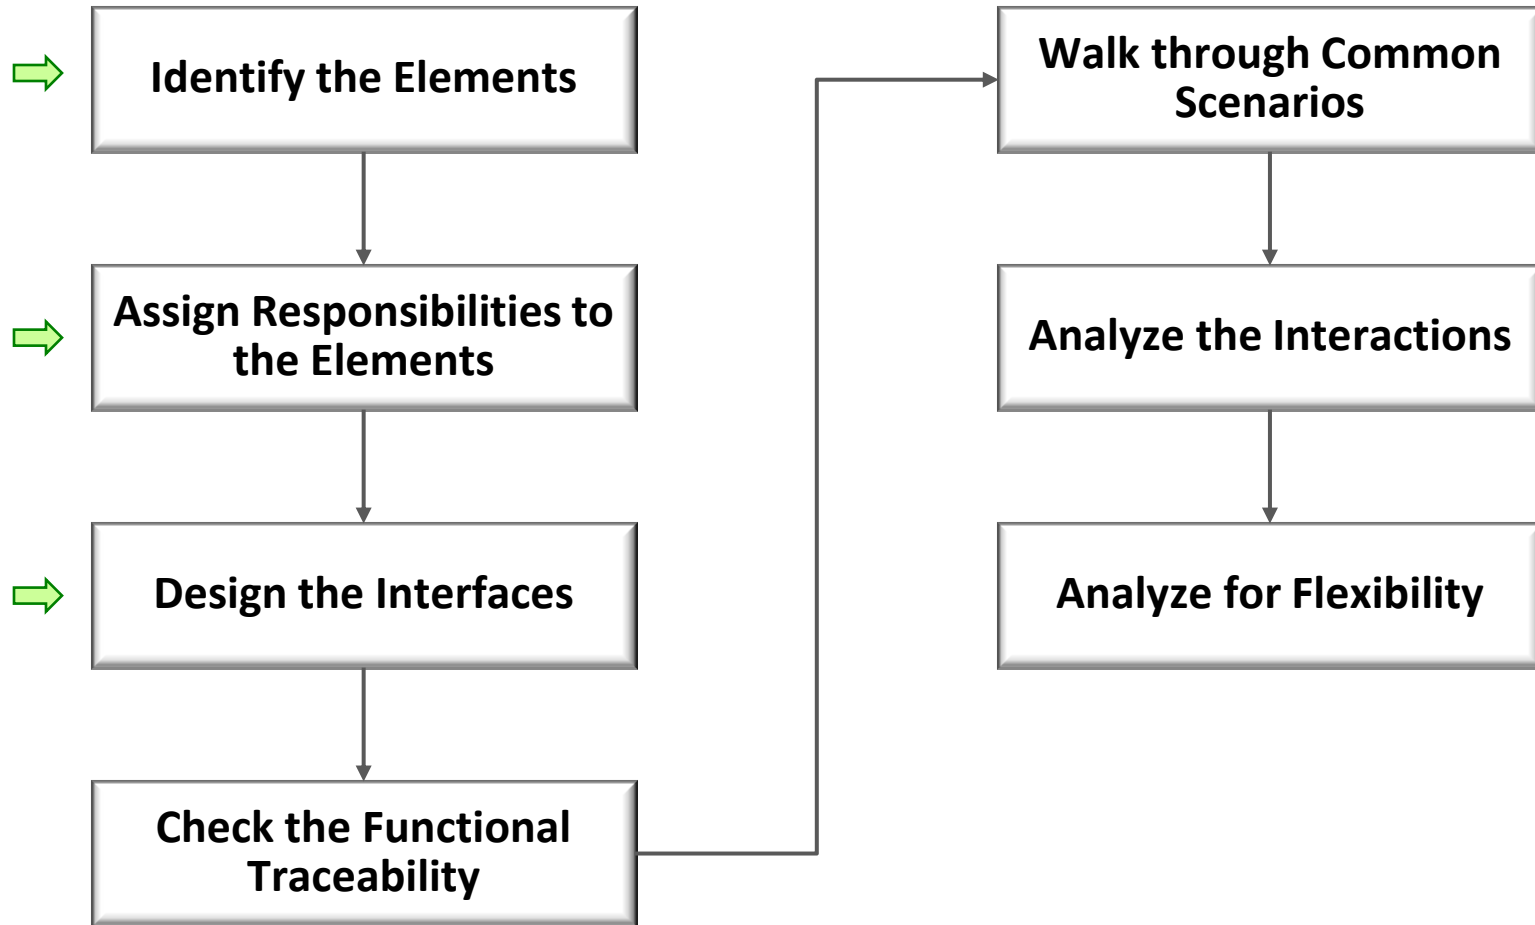 Identify the Elements
Assign Responsibilities to
the Elements
Design the Interfaces
Check the Functional
Traceability
Walk through Common
Scenarios
Analyze the Interactions
Analyze for Flexibility